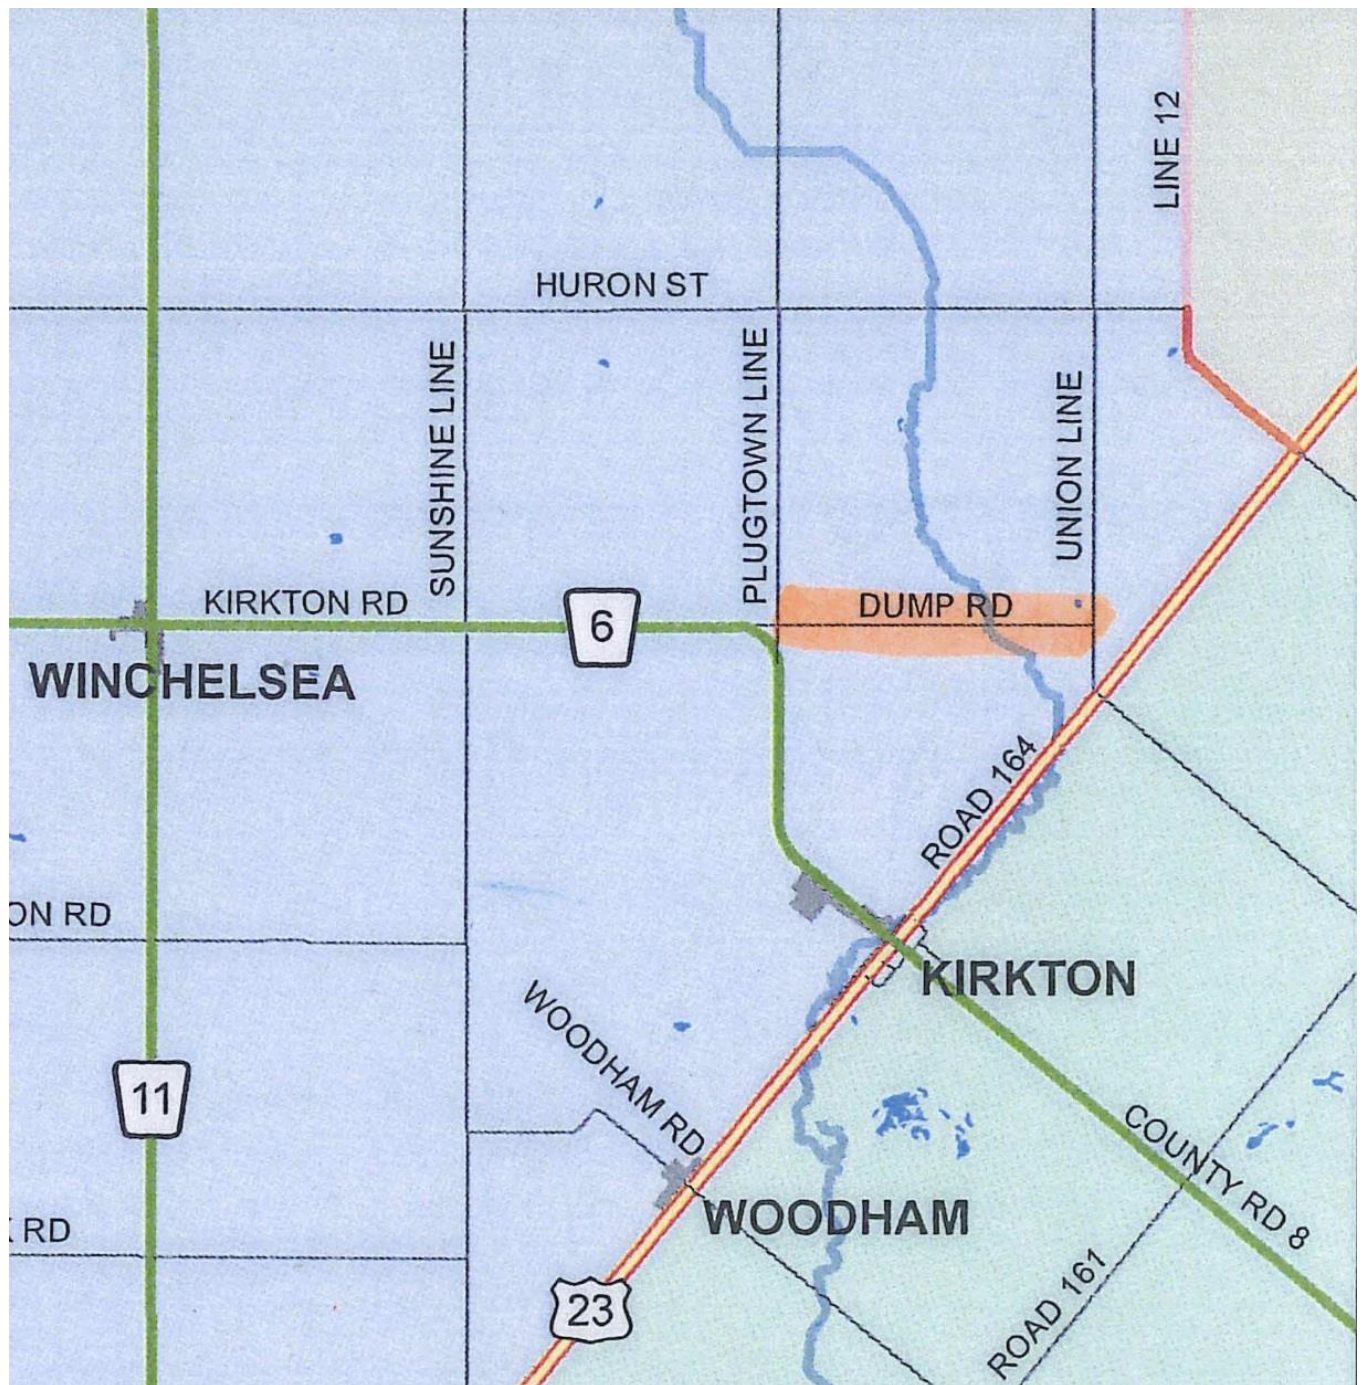 LINE 12
HURON ST
SUNSHINE LINE
PLUGTOWN LINE
UNION LINE
KIRKTON RD
6
DUMP RD
WINCHELSEA
ROAD 164
ON RD
KIRKTON
WOODHAM RD
11
COUNTY RD 8
WOODHAM
RD
ROAD 161
23